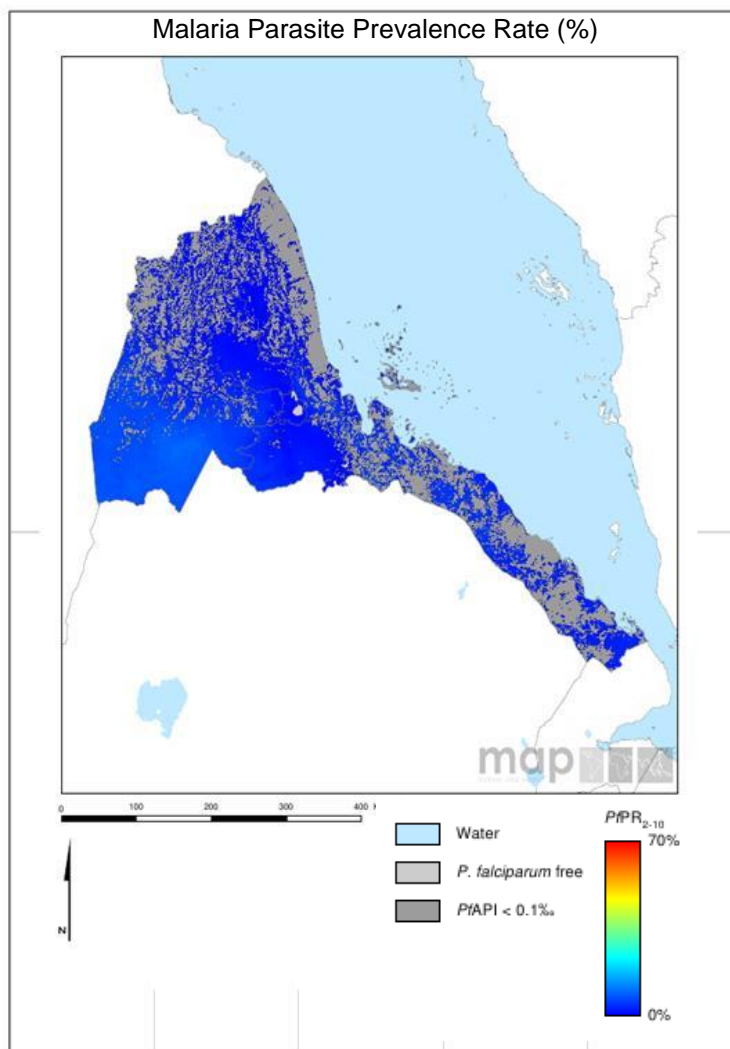 Malaria Parasite Prevalence Rate (%)
map
0 100 200 300 400
N
Water
P. falciparum free
PfAPI < 0.1‰
PfPR2-10
70%
0%